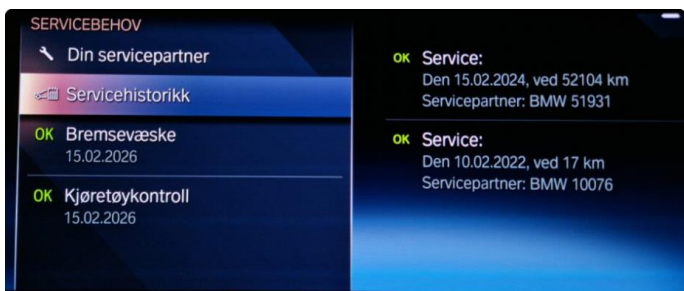 SERVICEBEHOV
Din servicepartner
Servicehistorikk
OK Bremsevæske
15.02.2026
OK Kjøretøykontroll
15.02.2026
OK Service:
Den 15.02.2024, ved 52104 km
Servicepartner: BMW 51931
OK Service:
Den 10.02.2022, ved 17 km
Servicepartner: BMW 10076